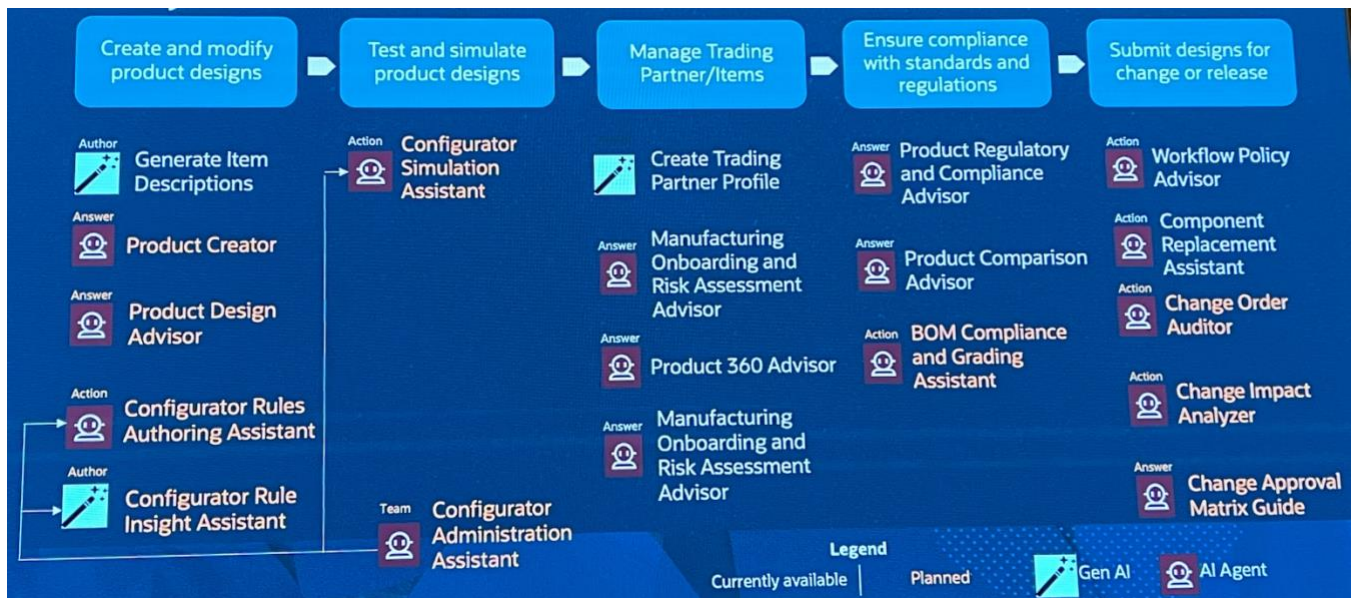 Create and modify
product designs
Test and simulate
product designs
Manage Trading
Partner/Items
Ensure compliance
with standards and
regulations
Submit designs for
change or release
Author
Generate Item
Descriptions
Answer
Product Creator
Answer
Product Design
Advisor
Action
Configurator Rules
Authoring Assistant
Author
Configurator Rule
Insight Assistant
Action
Configurator
Simulation
Assistant
Team
Configurator
Administration
Assistant
Create Trading
Partner Profile
Answer
Manufacturing
Onboarding and
Risk Assessment
Advisor
Answer
Product 360 Advisor
Answer
Manufacturing
Onboarding and
Risk Assessment
Advisor
Answer
Product Regulatory
and Compliance
Advisor
Answer
Product Comparison
Advisor
Action
BOM Compliance
and Grading
Assistant
Action
Workflow Policy
Advisor
Action
Component
Replacement
Assistant
Action
Change Order
Auditor
Action
Change Impact
Analyzer
Answer
Change Approval
Matrix Guide
Legend
Currently available
Planned
Gen AI
AI Agent